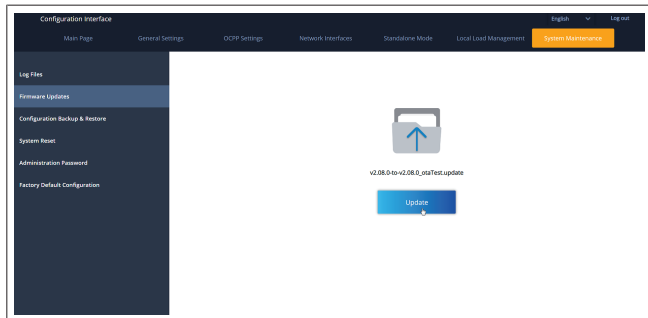 Configuration Interface
English
Log out
Main Page
General Settings
OCPP Settings
Network Interfaces
Standalone Mode
Local Load Management
System Maintenance
Log Files
Firmware Updates
Configuration Backup & Restore
System Reset
Administration Password
Factory Default Configuration
v2.08.0-to-v2.08.0_otaTest.update
Update